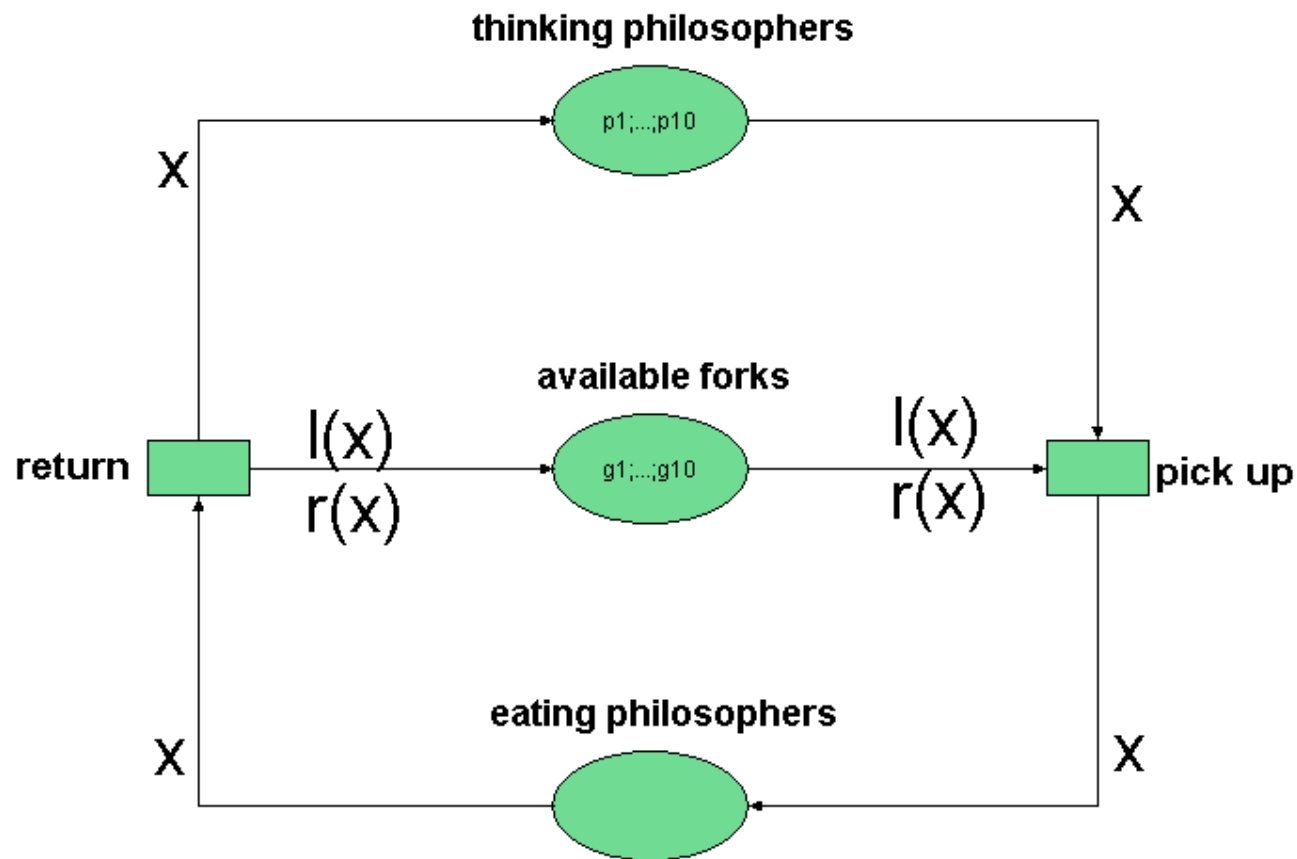 thinking philosophers
p1;...;p10
X
X
available forks
l(x)
r(x)
l(x)
r(x)
return
g1;...;g10
pick up
eating philosophers
X
X